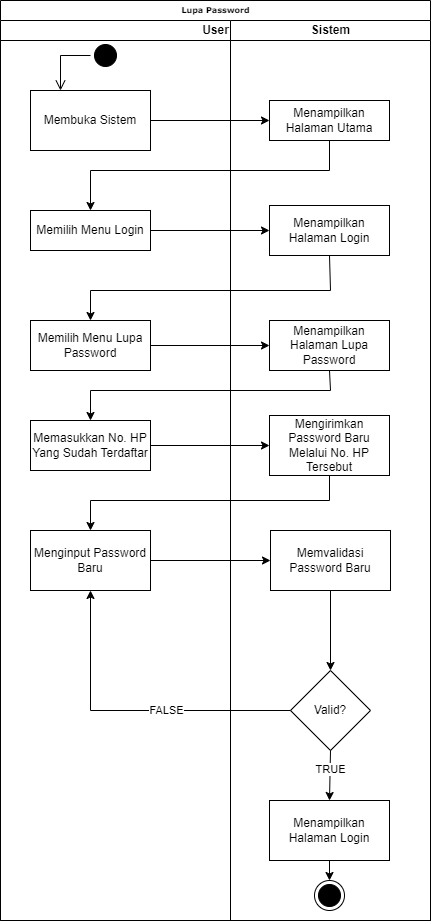 Lupa Password
User
Sistem
Membuka Sistem
Menampilkan
Halaman Utama
Memilih Menu Login
Menampilkan
Halaman Login
Memilih Menu Lupa
Password
Menampilkan
Halaman Lupa
Password
Memasukkan No. HP
Yang Sudah Terdaftar
Mengirimkan
Password Baru
Melalui No. HP
Tersebut
Menginput Password
Baru
Memvalidasi
Password Baru
Valid?
FALSE
TRUE
Menampilkan
Halaman Login